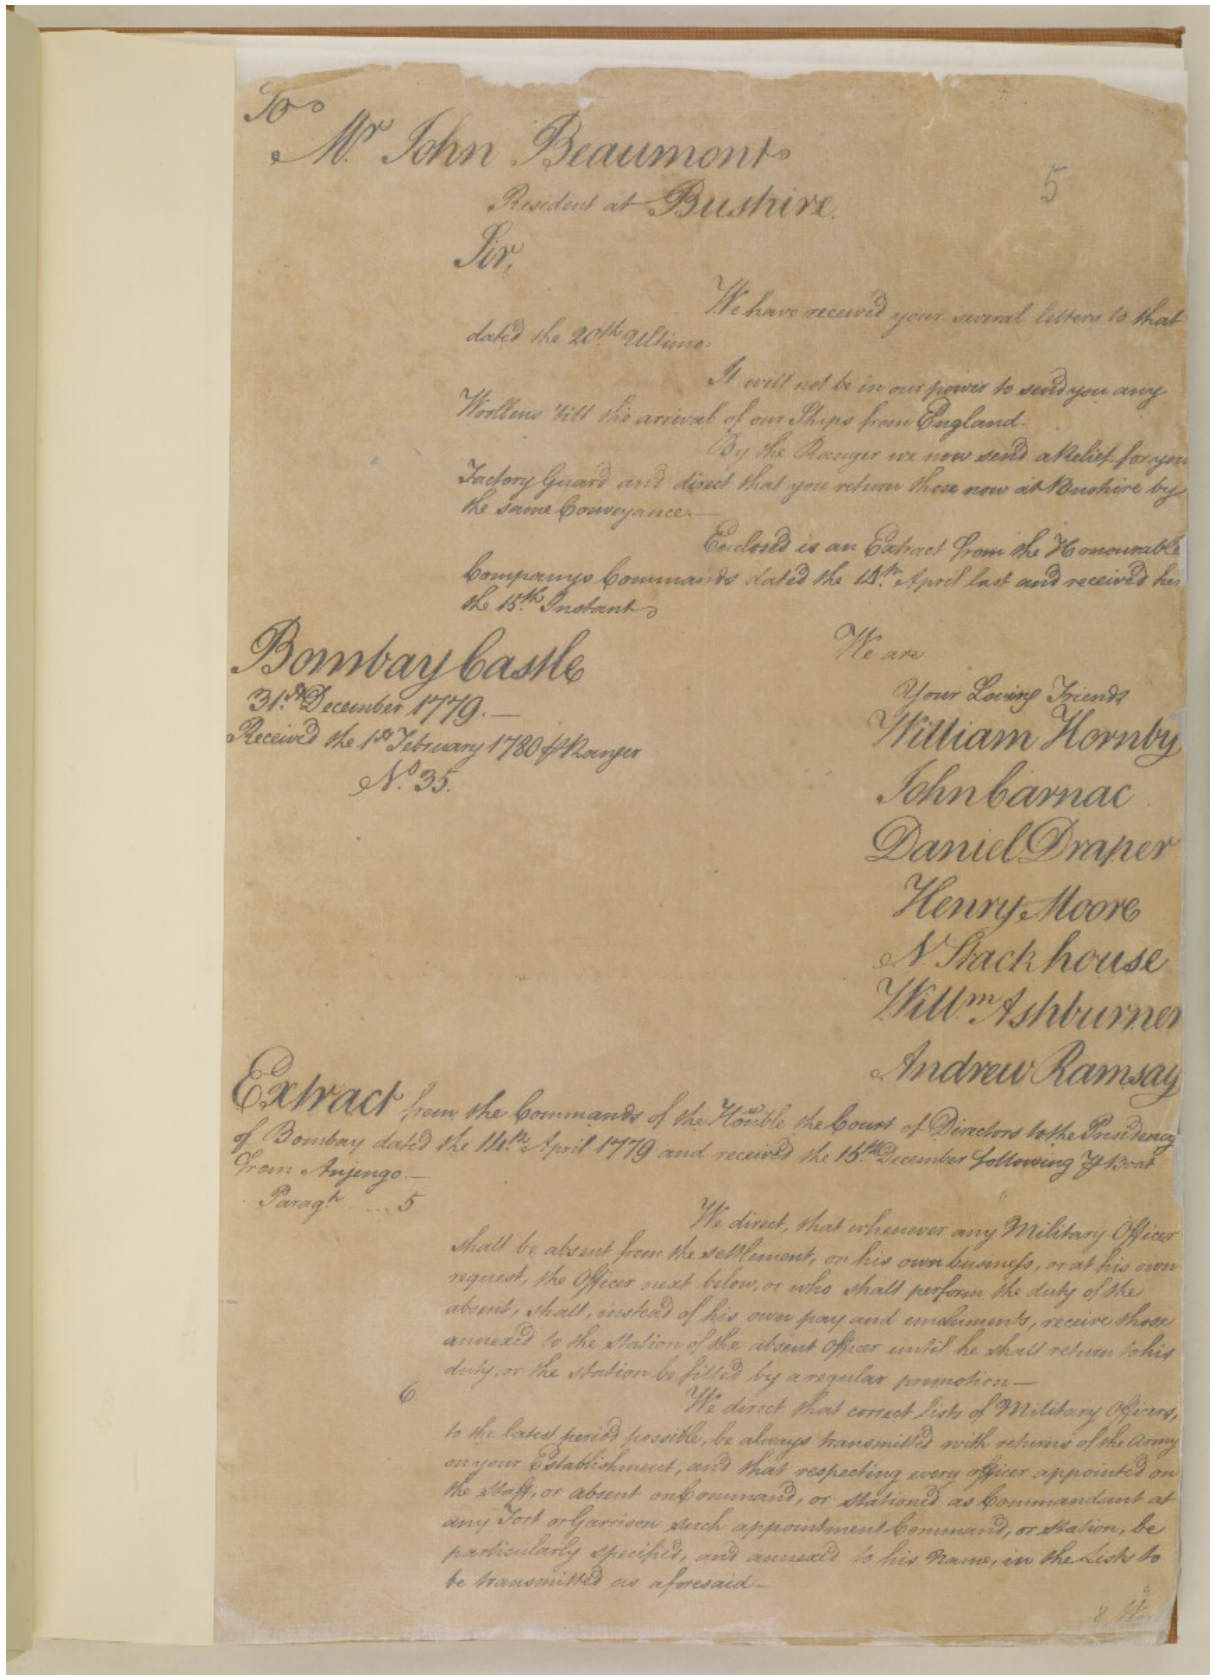 To
Mr. John Beaumont
5
Resident at Bushire.
Sir,
We have received your several letters to that
dated the 20th. Ultimo.
It will not be in our power to send you any
Woollens till the arrival of our Ships from England.
By the Ranger we now send a Relief for you
Factory Guard and direct that you return those now at Bushire by
the same Conveyance.—
Enclosed is an Extract from the Honourable
Companys Commands dated the 14th. April last and received her
the 15th. Instant
We are
Your Loving Friends
Bombay Castle
31st. December 1779.—
Received the 1st February 1780 ⅌ Ranger
No. 35.
William Hornby
John Carnac
Daniel Draper
Henry Moore
N. Stackhouse
Willm. Ashburner
Andrew Ramsay
Extract from the Commands of the Honble. the Court of Directors to the Presidency
of Bombay dated the 14th. April 1779 and received the 15th. December following ⅌ Boat
from Anjengo.—
Paragh. .... 5
We direct, that whenever any Military Officer
shall be absent from the settlement, on his own business, or at his own
request, the Officer next below, or who shall perform the duty of the
absent, shall, instead of his own pay and emoluments, receive those
annexed to the station of the absent Officer until he shall return to his
duty, or the station be filled by a regular promotion—
6.
We direct that correct Lists of Military Officers,
to the latest period possible, be always transmitted with returns of the Army
on your Establishment, and that respecting every officer appointed on
the Staff, or absent on Command, or stationed as Commandant at
any Fort or Garrison such appointment Command, or station, be
particularly specified, and annexed to his Name, in the Lists to
be transmitted as aforesaid—